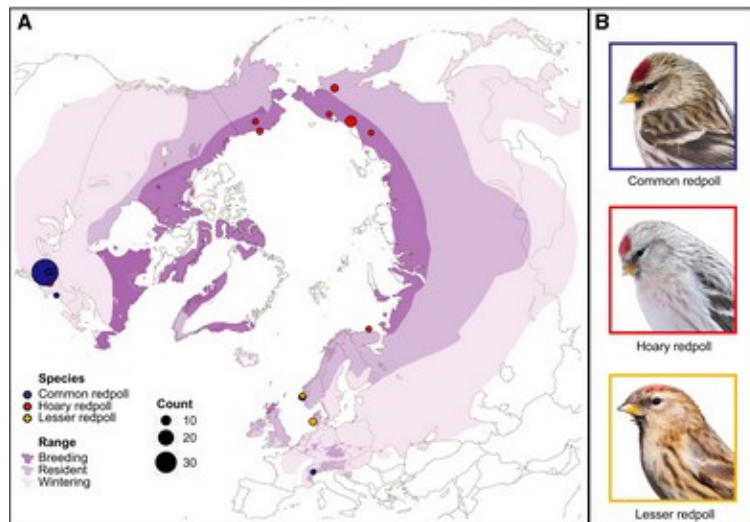 A
Species
Common redpoll
Hoary redpoll
Lesser redpoll
Range
Breeding
Resident
Wintering
Count
10
20
30
B
Common redpoll
Hoary redpoll
Lesser redpoll